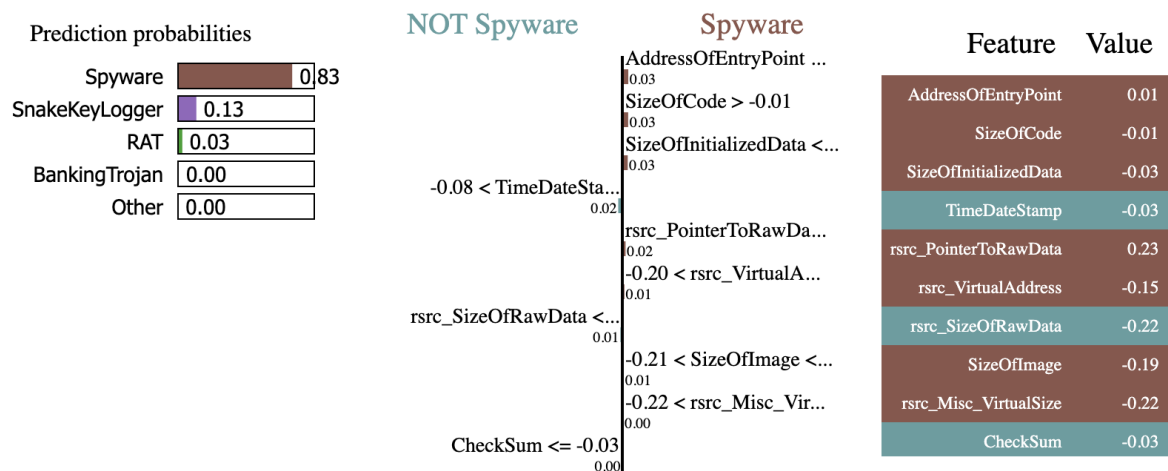 Prediction probabilities
Spyware 0.83
SnakeKeyLogger 0.13
RAT 0.03
BankingTrojan 0.00
Other 0.00
NOT Spyware Spyware
AddressOfEntryPoint ...
0.03
SizeOfCode > -0.01
0.03
SizeOfInitializedData <...
0.03
-0.08 < TimeDateSta...
0.02
rsrc_PointerToRawDa...
0.02
-0.20 < rsrc_VirtualA...
0.01
rsrc_SizeOfRawData <...
0.01
-0.21 < SizeOfImage <...
0.01
-0.22 < rsrc_Misc_Vir...
0.00
CheckSum <= -0.03
0.00
Feature Value
AddressOfEntryPoint 0.01
SizeOfCode -0.01
SizeOfInitializedData -0.03
TimeDateStamp -0.03
rsrc_PointerToRawData 0.23
rsrc_VirtualAddress -0.15
rsrc_SizeOfRawData -0.22
SizeOfImage -0.19
rsrc_Misc_VirtualSize -0.22
CheckSum -0.03